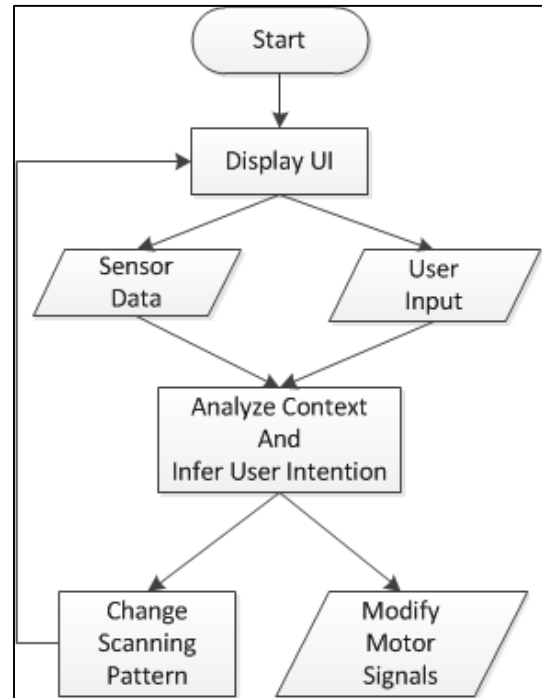 Start
Display UI
Sensor
Data
User
Input
Analyze Context
And
Infer User Intention
Change
Scanning
Pattern
Modify
Motor
Signals